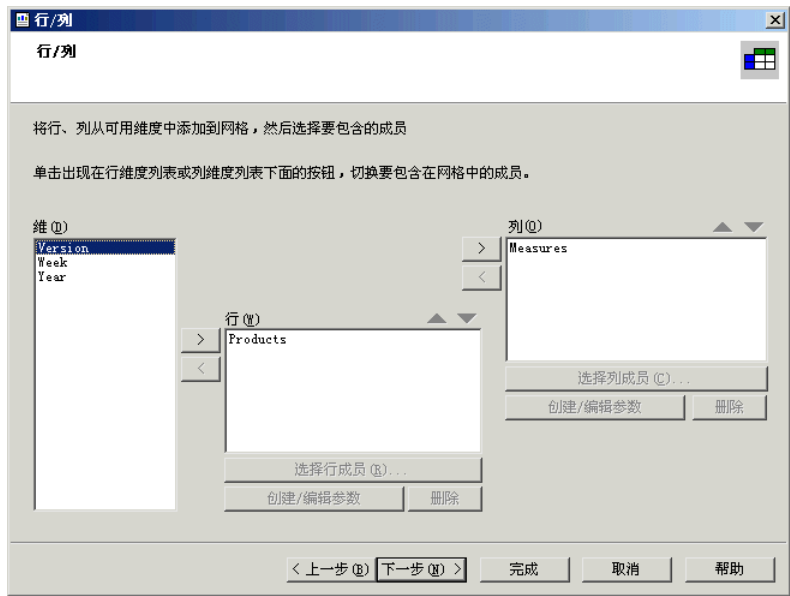 行/列
行/列
将行、列从可用维度中添加到网格，然后选择要包含的成员
单击出现在行维度列表或列维度列表下面的按钮，切换要包含在网格中的成员。
维(D)
Version
Week
Year
行(W)
Products
选择行成员(R)...
创建/编辑参数
删除
列(O)
Measures
选择列成员(C)...
创建/编辑参数
删除
< 上一步(B)
下一步(N) >
完成
取消
帮助